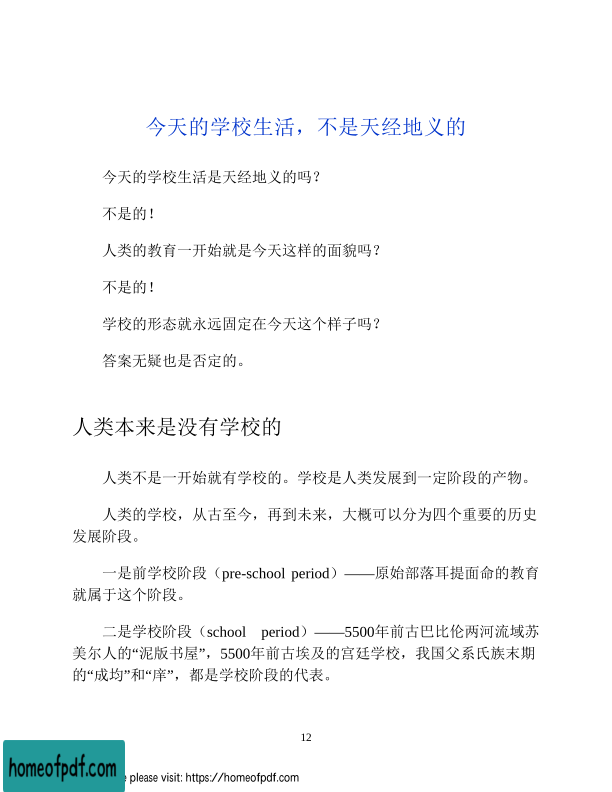 今天的学校生活，不是天经地义的
今天的学校生活是天经地义的吗？
不是的！
人类的教育一开始就是今天这样的面貌吗？
不是的！
学校的形态就永远固定在今天这个样子吗？
答案无疑也是否定的。
人类本来是没有学校的
人类不是一开始就有学校的。学校是人类发展到一定阶段的产物。
人类的学校，从古至今，再到未来，大概可以分为四个重要的历史
发展阶段。
一是前学校阶段（pre-school period）——原始部落耳提面命的教育
就属于这个阶段。
二是学校阶段（school period）——5500年前古巴比伦两河流域苏
美尔人的“泥版书屋”，5500年前古埃及的宫廷学校，我国父系氏族末期
的“成均”和“庠”，都是学校阶段的代表。
12
homeofpdf.com
please visit: https://homeofpdf.com